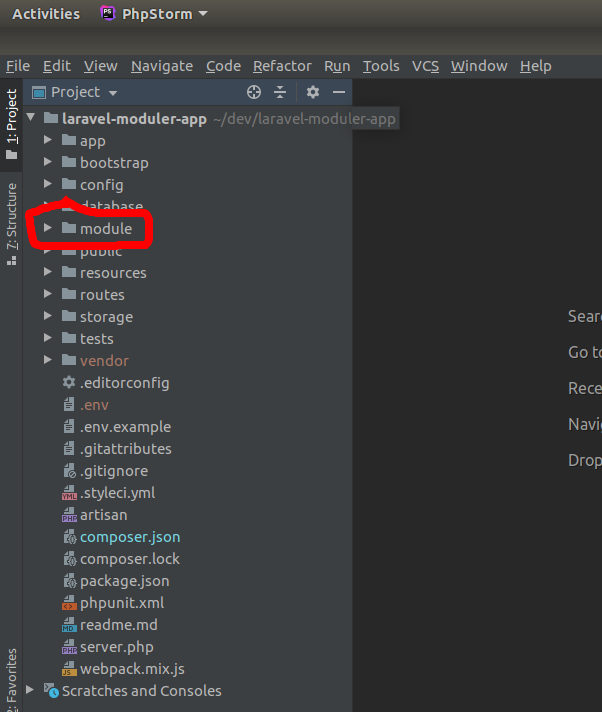 Activities PhpStorm
File Edit View Navigate Code Refactor Run Tools VCS Window Help
Project
1: Project
7: Structure
2: Favorites
laravel-moduler-app ~/dev/laravel-moduler-app
app
bootstrap
config
database
module
public
resources
routes
storage
tests
vendor
.editorconfig
.env
.env.example
.gitattributes
.gitignore
.styleci.yml
artisan
composer.json
composer.lock
package.json
phpunit.xml
readme.md
server.php
webpack.mix.js
Scratches and Consoles
Sear
Go to
Rece
Navi
Drop